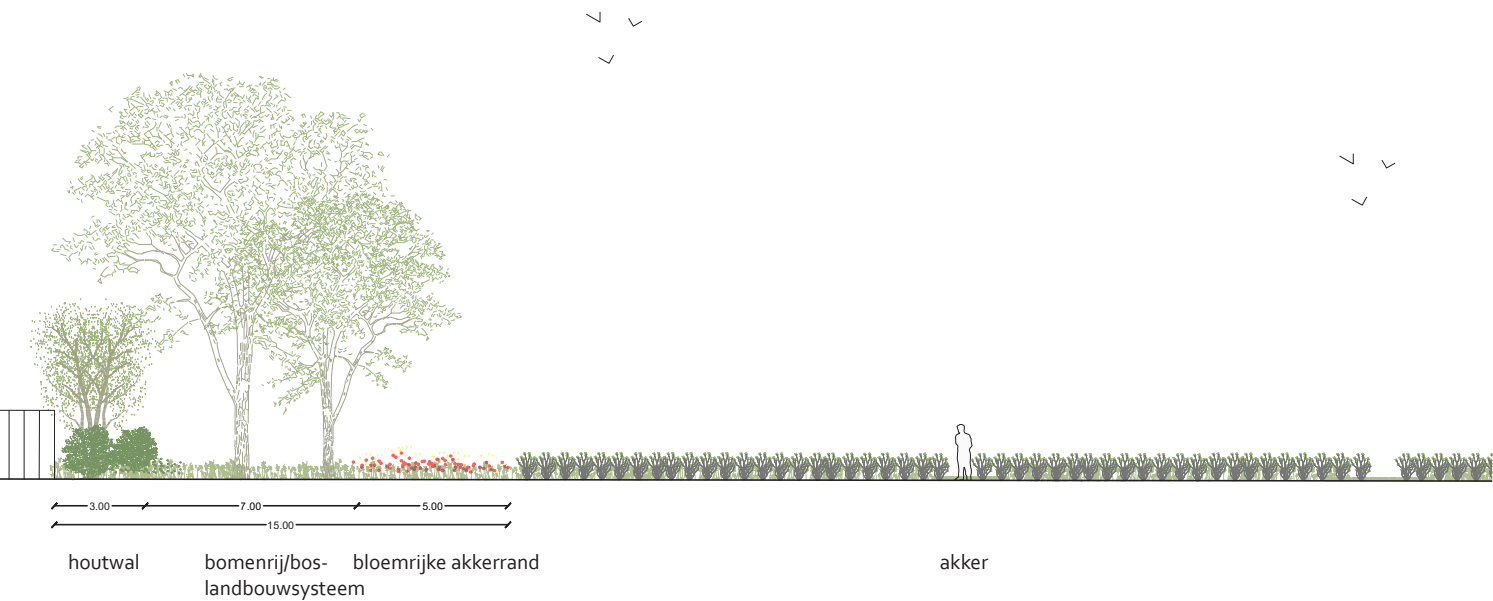 3.00 7.00 5.00
15.00
houtwal
bomenrij/bos-
landbouwsysteem
bloemrijke akkerrand
akker